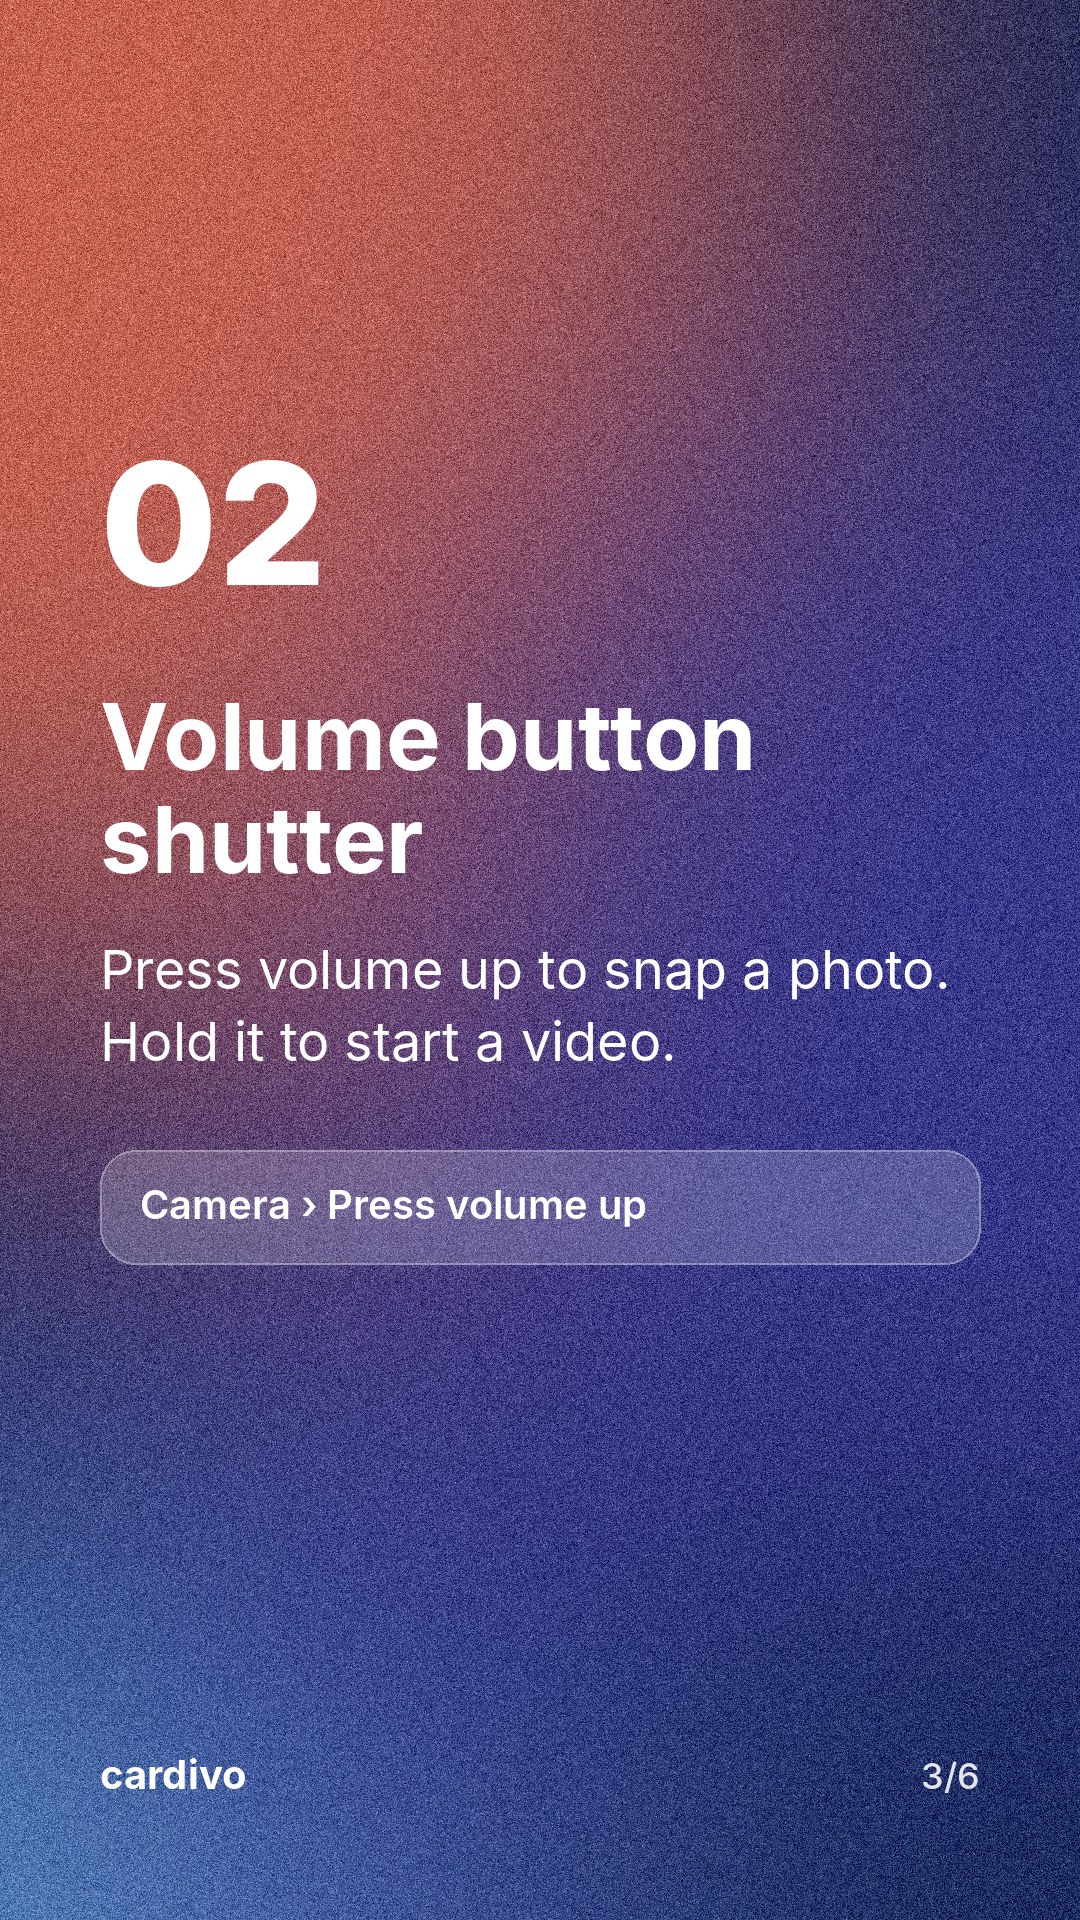 02
Volume button
shutter
Press volume up to snap a photo.
Hold it to start a video.
Camera › Press volume up
cardivo
3/6